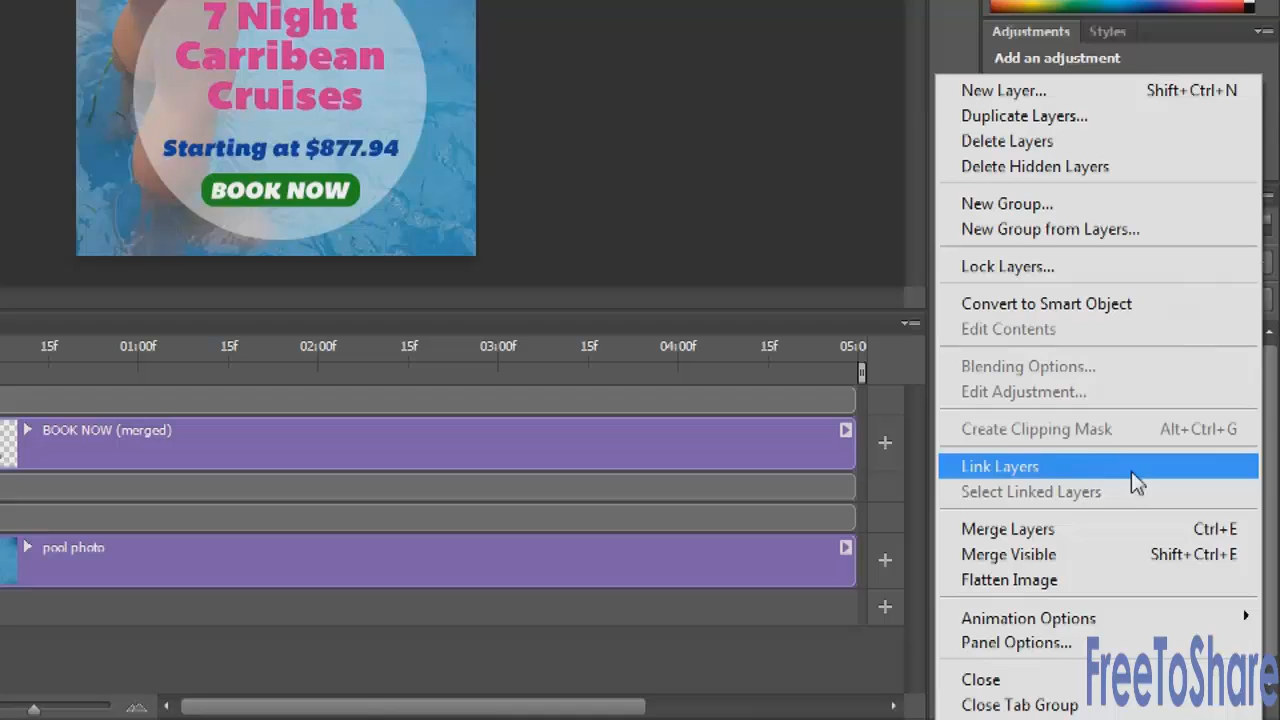 7 Night
Carribean
Cruises
Starting at $877.94
BOOK NOW
Adjustments Styles
Add an adjustment
New Layer... Shift+Ctrl+N
Duplicate Layers...
Delete Layers
Delete Hidden Layers
New Group...
New Group from Layers...
Lock Layers...
Convert to Smart Object
Edit Contents
Blending Options...
Edit Adjustment...
Create Clipping Mask Alt+Ctrl+G
Link Layers
Select Linked Layers
Merge Layers Ctrl+E
Merge Visible Shift+Ctrl+E
Flatten Image
Animation Options
Panel Options...
Close
Close Tab Group
15f 01:00f 15f 02:00f 15f 03:00f 15f 04:00f 15f 05:0
BOOK NOW (merged)
pool photo
FreeToShare